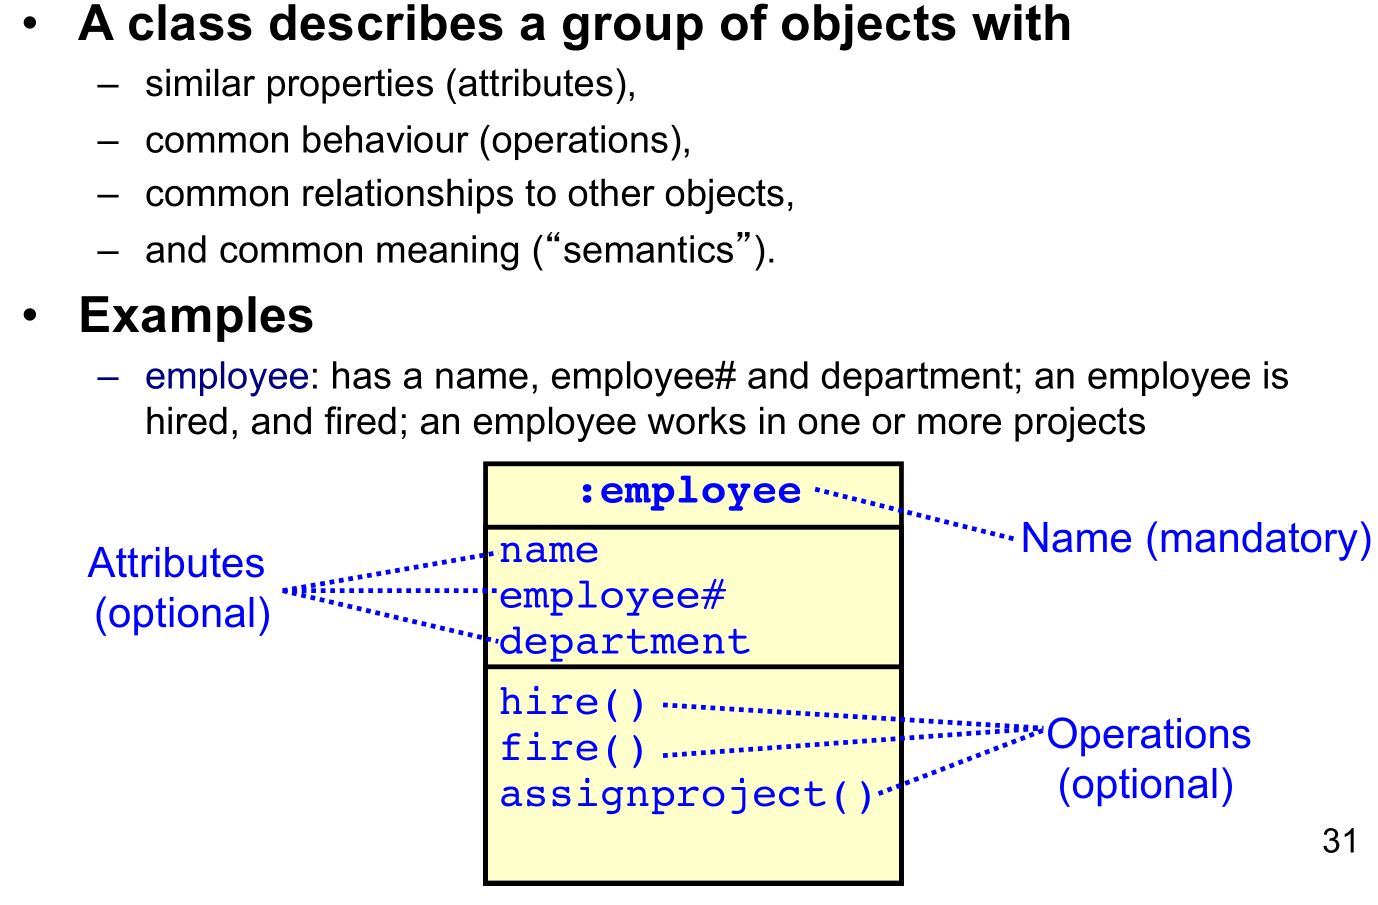 • A class describes a group of objects with
– similar properties (attributes),
– common behaviour (operations),
– common relationships to other objects,
– and common meaning (“semantics”).
• Examples
– employee: has a name, employee# and department; an employee is
hired, and fired; an employee works in one or more projects
:employee
Name (mandatory)
Attributes
(optional)
name
employee#
department
hire()
fire()
assignproject()
Operations
(optional)
31